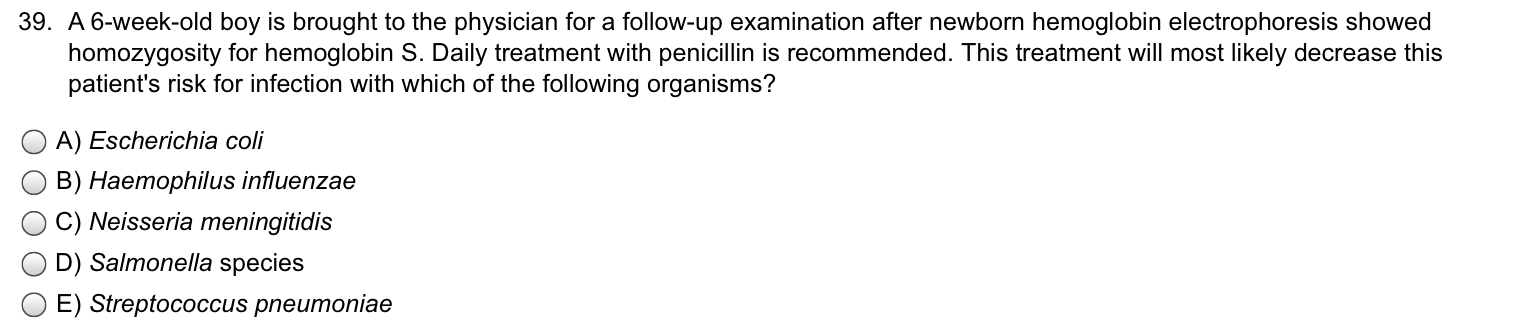 39. A 6-week-old boy is brought to the physician for a follow-up examination after newborn hemoglobin electrophoresis showed
homozygosity for hemoglobin S. Daily treatment with penicillin is recommended. This treatment will most likely decrease this
patient's risk for infection with which of the following organisms?
A) Escherichia coli
B) Haemophilus influenzae
C) Neisseria meningitidis
D) Salmonella species
E) Streptococcus pneumoniae